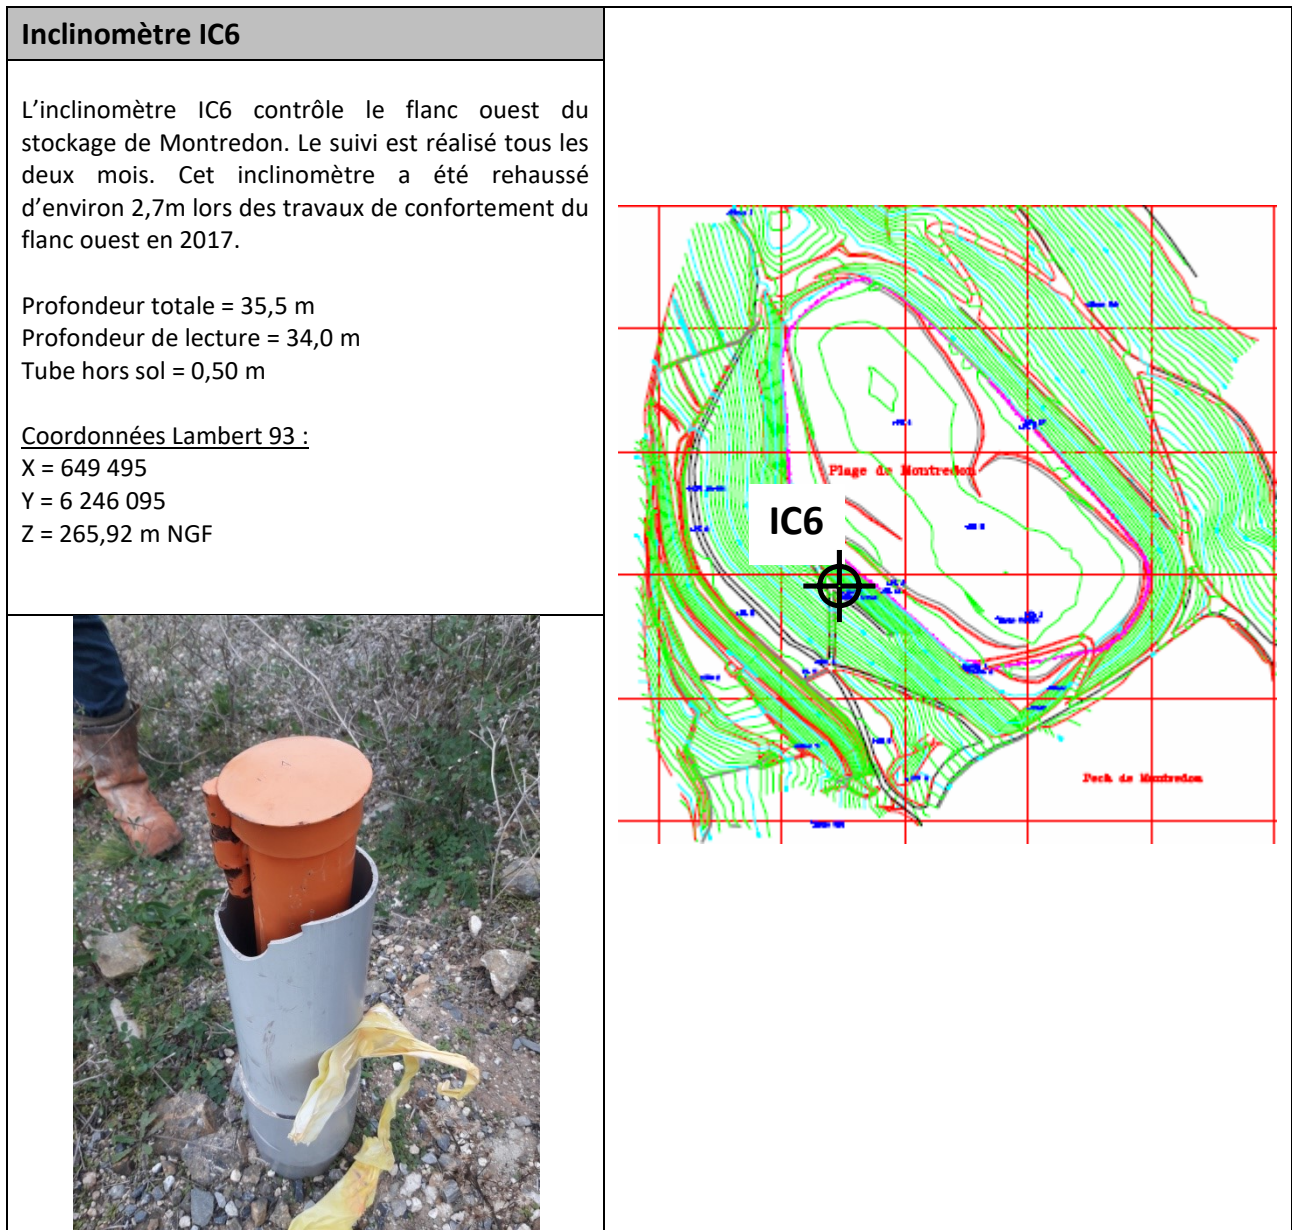 Inclinomètre IC6
L’inclinomètre IC6 contrôle le flanc ouest du
stockage de Montredon. Le suivi est réalisé tous les
deux mois. Cet inclinomètre a été rehaussé
d’environ 2,7m lors des travaux de confortement du
flanc ouest en 2017.
Profondeur totale = 35,5 m
Profondeur de lecture = 34,0 m
Tube hors sol = 0,50 m
Coordonnées Lambert 93 :
X = 649 495
Y = 6 246 095
Z = 265,92 m NGF
Plage de Montredon
IC6
Pech de Montredon